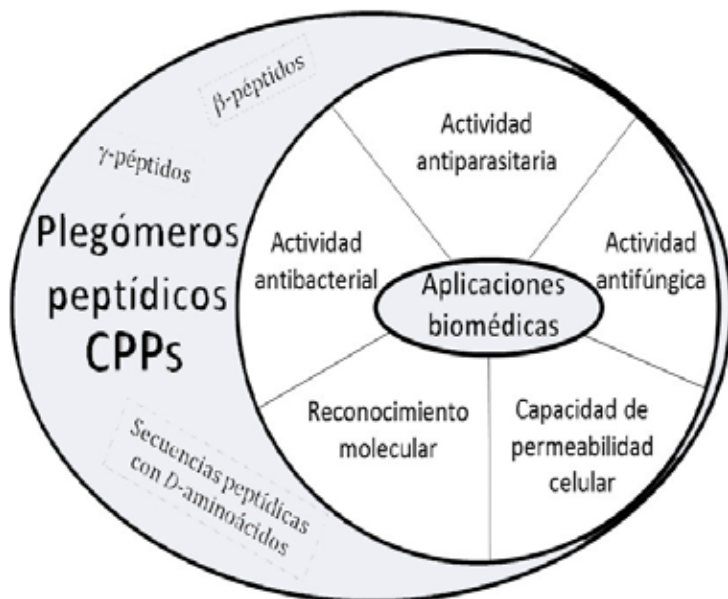 β-péptidos
γ-péptidos
Plegómeros
peptídicos
CPPs
Secuencias peptídicas
con D-aminoácidos
Actividad
antiparasitaria
Actividad
antibacterial
Actividad
antifúngica
Aplicaciones
biomédicas
Reconocimiento
molecular
Capacidad de
permeabilidad
celular